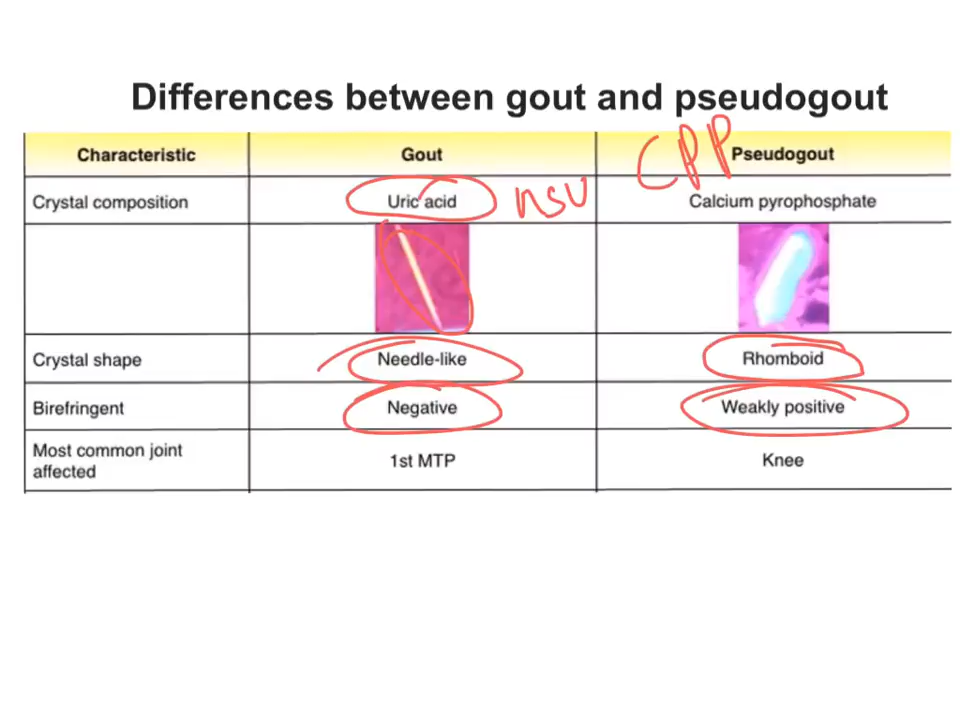 Differences between gout and pseudogout
CPP
Characteristic Gout Pseudogout
Crystal composition Uric acid MSU Calcium pyrophosphate
Crystal shape Needle-like Rhomboid
Birefringent Negative Weakly positive
Most common joint affected 1st MTP Knee